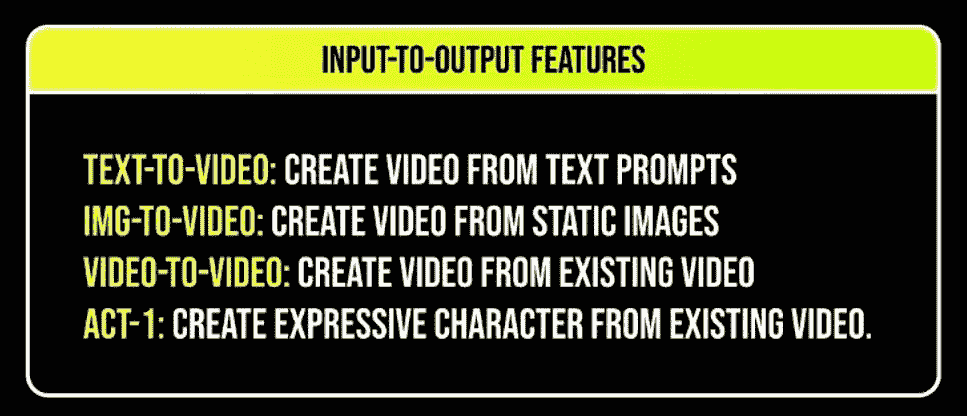 INPUT-TO-OUTPUT FEATURES
TEXT-TO-VIDEO: CREATE VIDEO FROM TEXT PROMPTS
IMG-TO-VIDEO: CREATE VIDEO FROM STATIC IMAGES
VIDEO-TO-VIDEO: CREATE VIDEO FROM EXISTING VIDEO
ACT-1: CREATE EXPRESSIVE CHARACTER FROM EXISTING VIDEO.